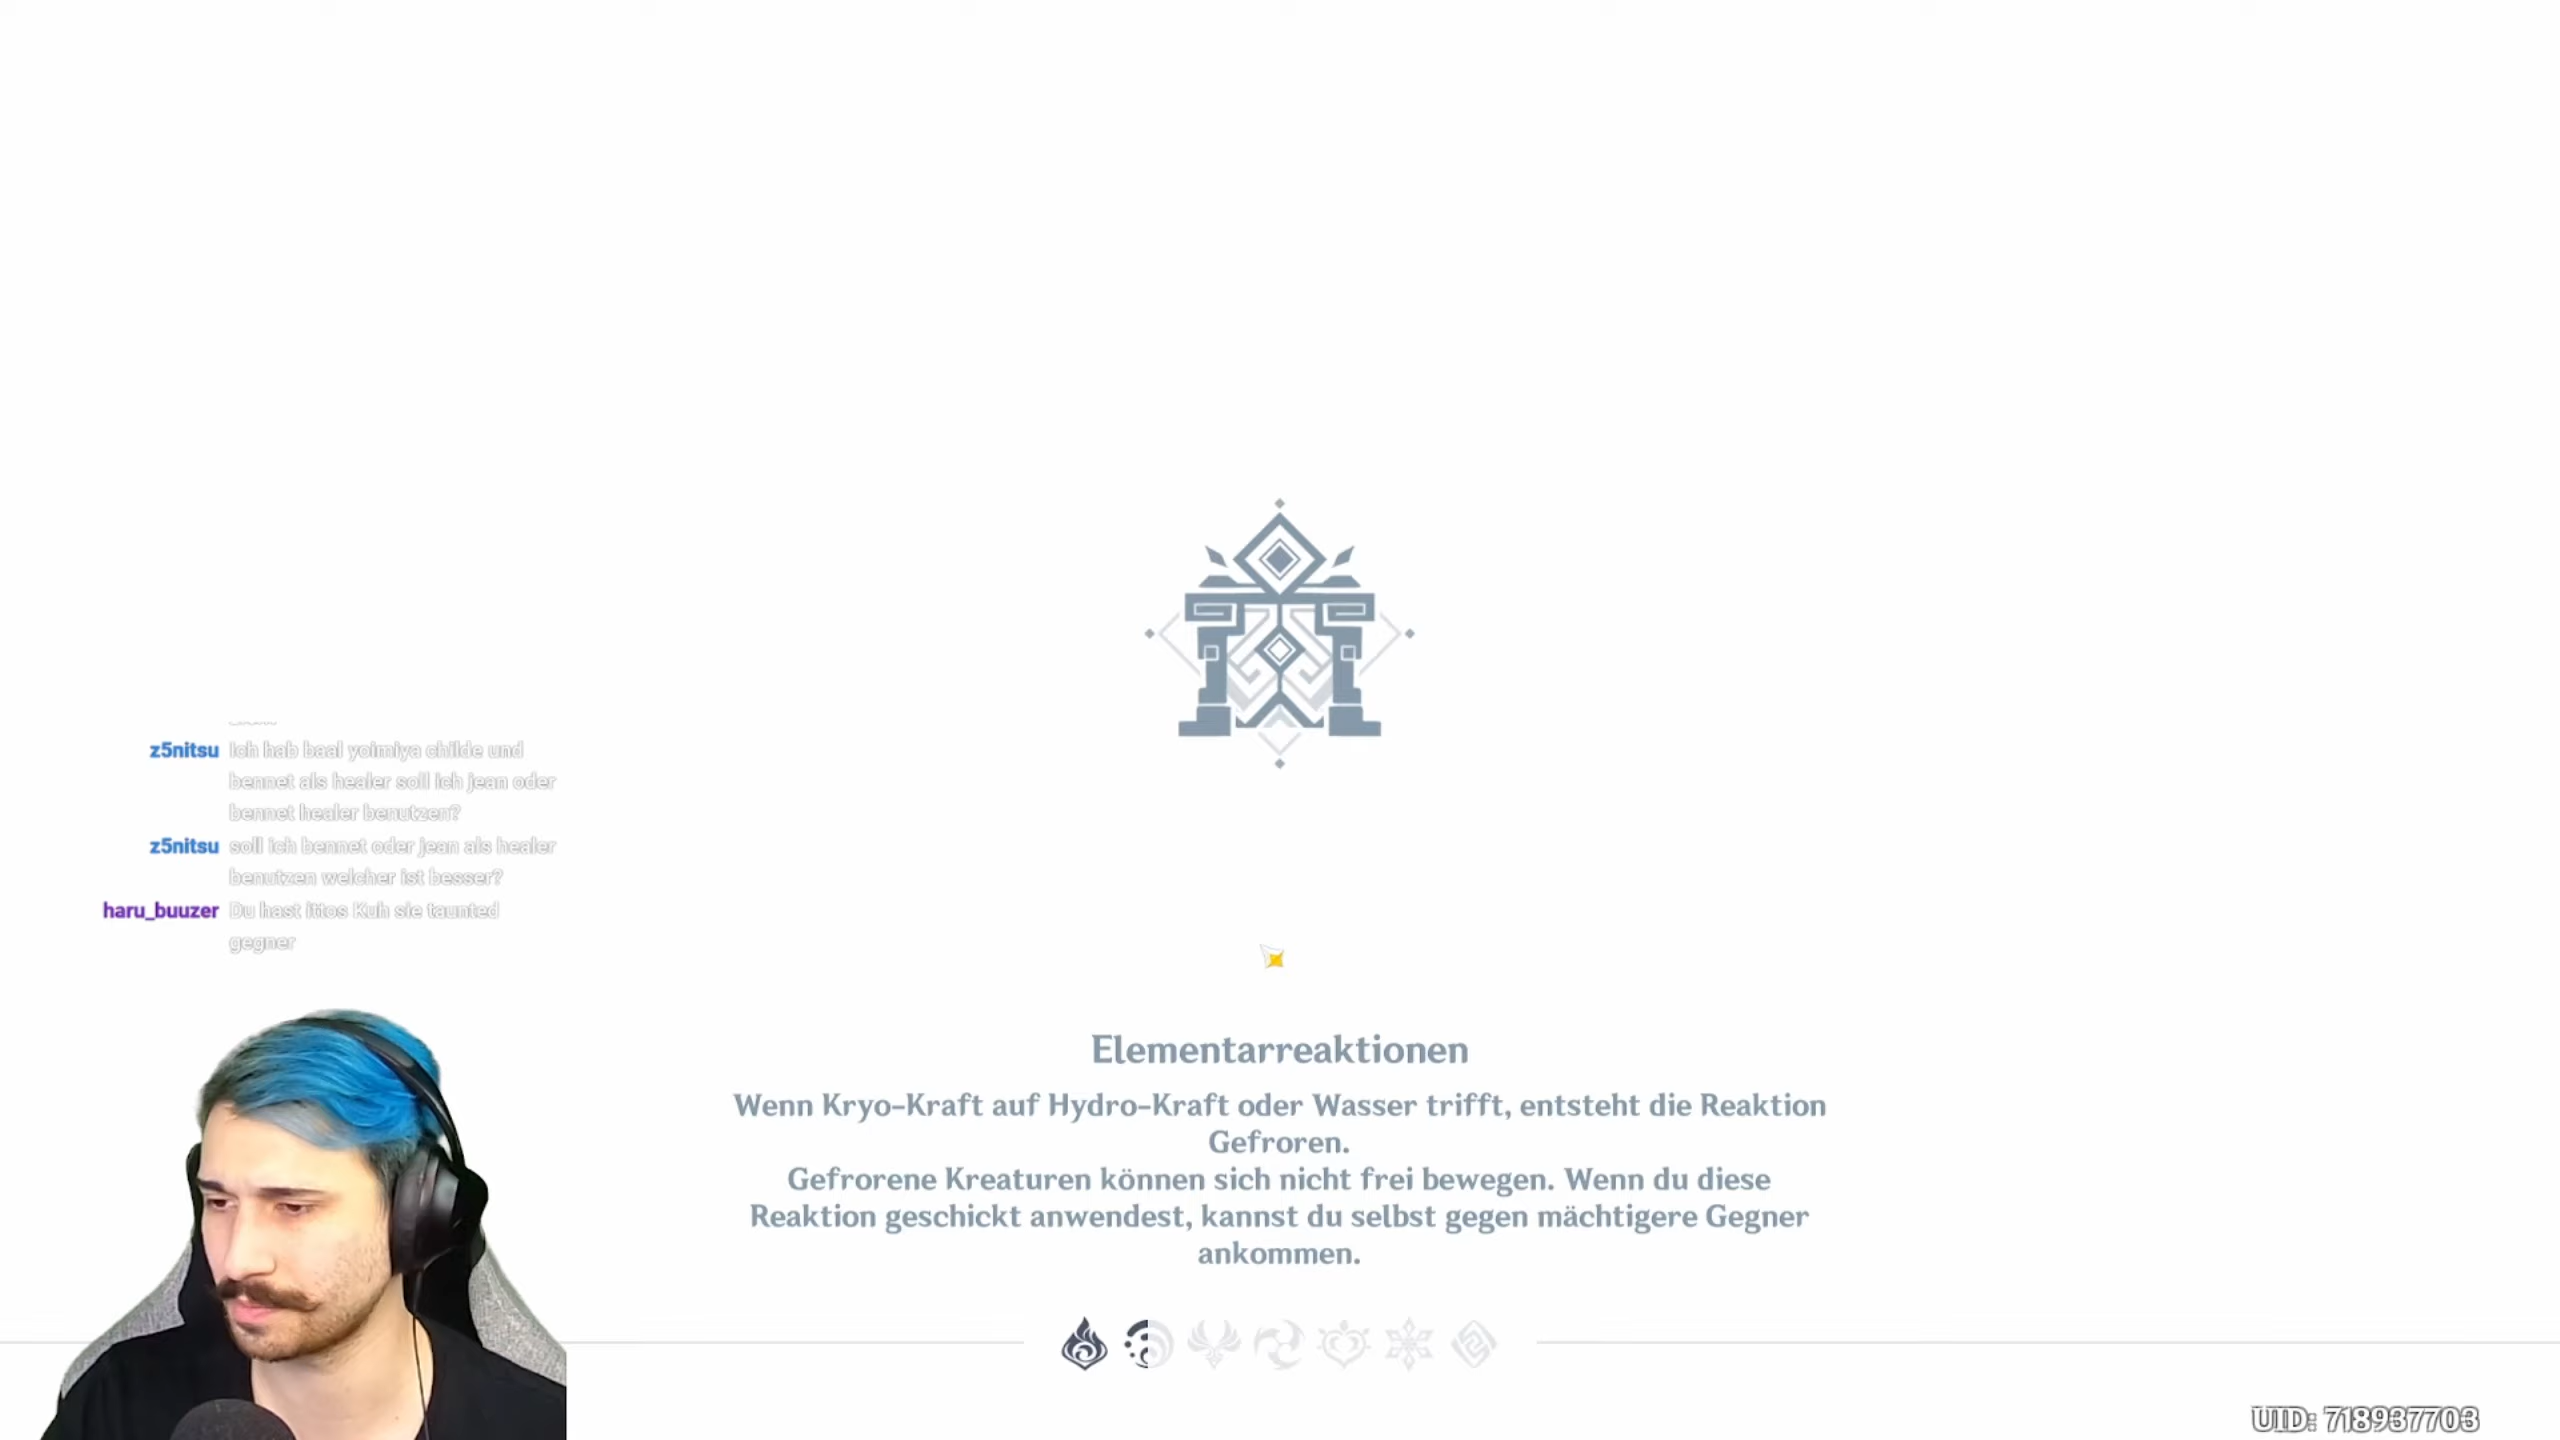 z5nitsu Ich hab baal yoimiya childe und
bennet als healer soll ich jean oder
bennet healer benutzen?
z5nitsu soll ich bennet oder jean als healer
benutzen welcher ist besser?
haru_buuzer Du hast ittos Kuh sie taunted
gegner
Elementarreaktionen
Wenn Kryo-Kraft auf Hydro-Kraft oder Wasser trifft, entsteht die Reaktion
Gefroren.
Gefrorene Kreaturen können sich nicht frei bewegen. Wenn du diese
Reaktion geschickt anwendest, kannst du selbst gegen mächtigere Gegner
ankommen.
UID: 718937703